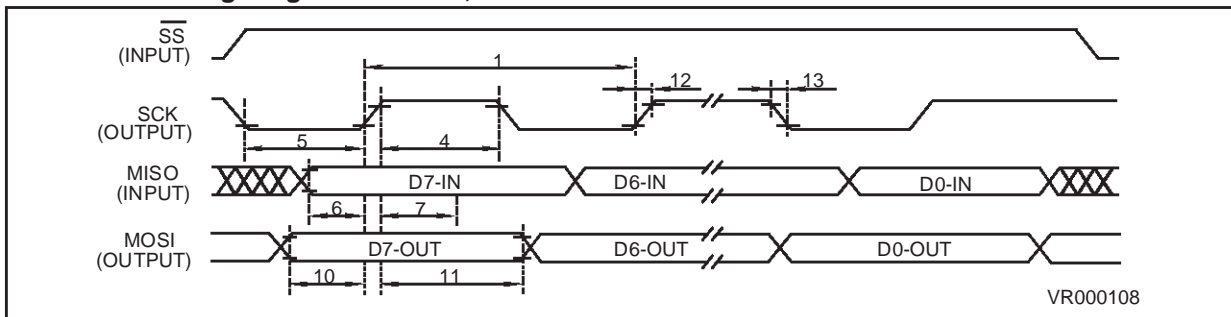 SS
(INPUT)
1
12
13
SCK
(OUTPUT)
5
4
MISO
(INPUT)
D7-IN
D6-IN
D0-IN
6
7
MOSI
(OUTPUT)
D7-OUT
D6-OUT
D0-OUT
10
11
VR000108